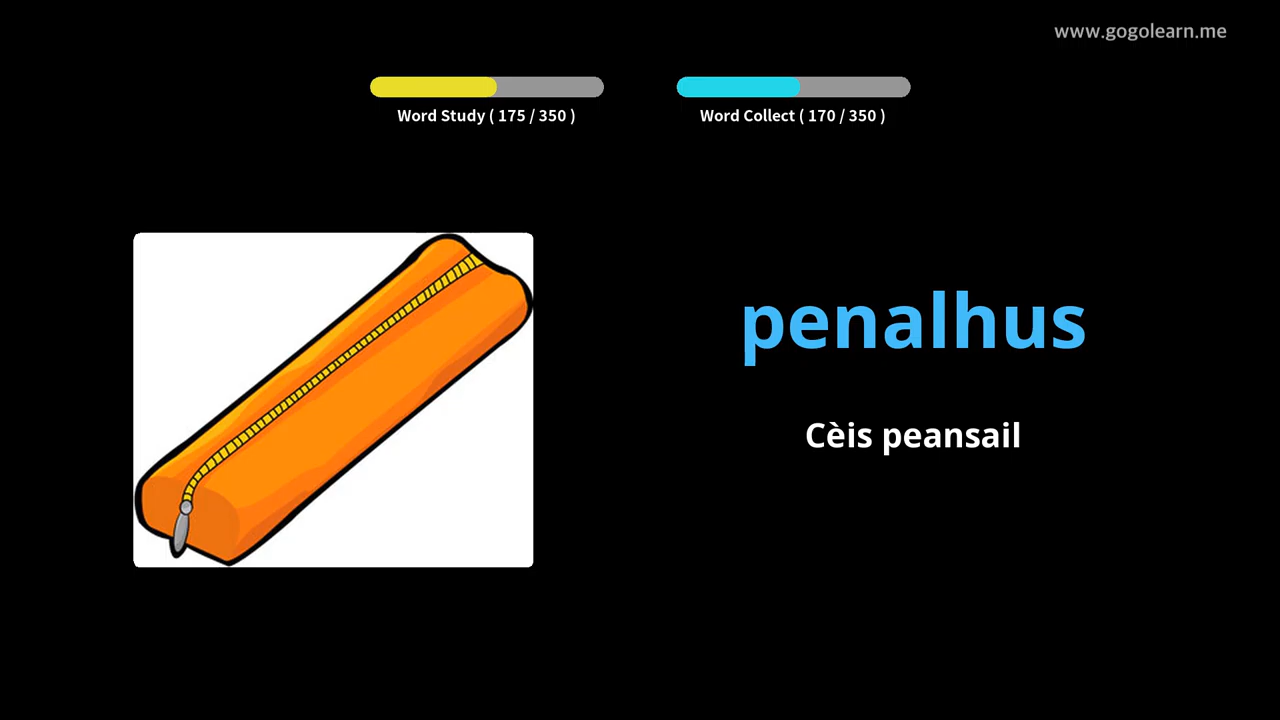 www.gogolearn.me
Word Study ( 175 / 350 )
Word Collect ( 170 / 350 )
penalhus
Cèis peansail